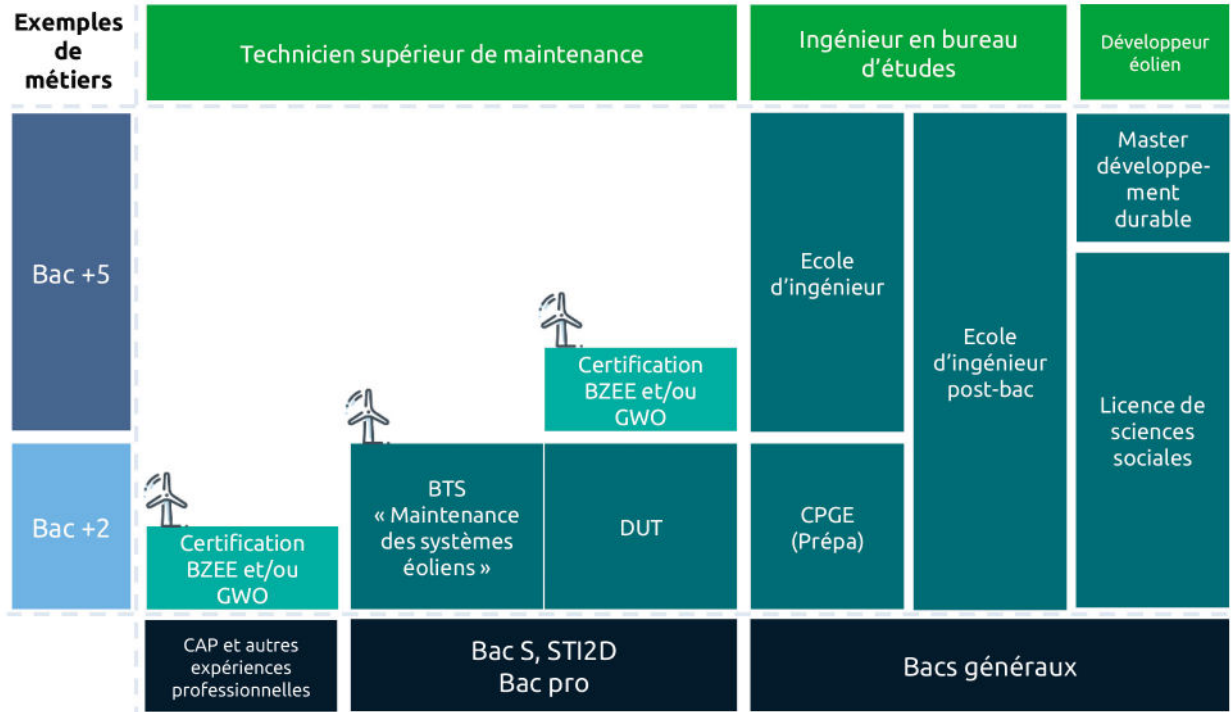 Exemples
de
métiers
Technicien supérieur de maintenance
Ingénieur en bureau
d'études
Développeur
éolien
Bac +5
Certification
BZEE et/ou
GWO
Ecole
d'ingénieur
Ecole
d'ingénieur
post-bac
Master
développe-
ment
durable
Licence de
sciences
sociales
Bac +2
Certification
BZEE et/ou
GWO
BTS
« Maintenance
des systèmes
éoliens »
DUT
CPGE
(Prépa)
CAP et autres
expériences
professionnelles
Bac S, STI2D
Bac pro
Bacs généraux